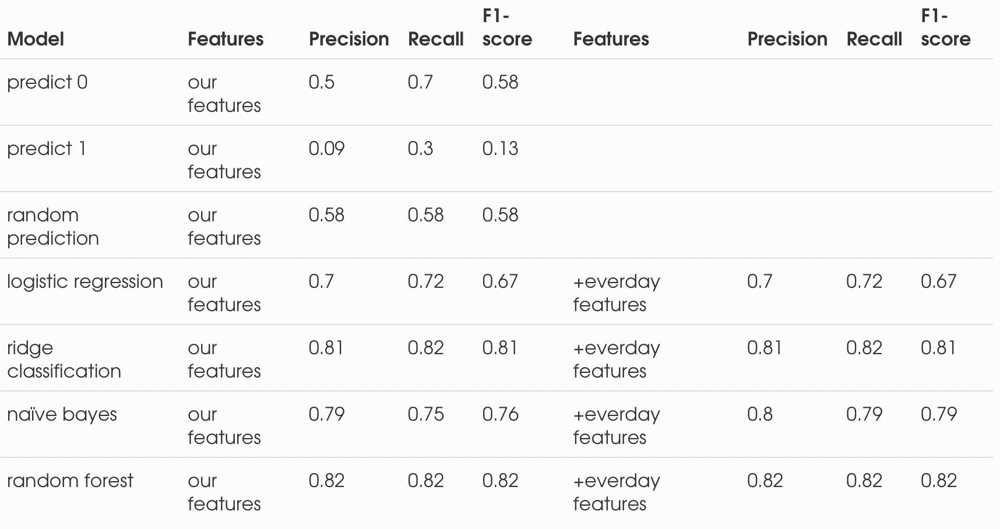 Model Features Precision Recall F1-score Features Precision Recall F1-score
predict 0 our features 0.5 0.7 0.58
predict 1 our features 0.09 0.3 0.13
random prediction our features 0.58 0.58 0.58
logistic regression our features 0.7 0.72 0.67 +everday features 0.7 0.72 0.67
ridge classification our features 0.81 0.82 0.81 +everday features 0.81 0.82 0.81
naïve bayes our features 0.79 0.75 0.76 +everday features 0.8 0.79 0.79
random forest our features 0.82 0.82 0.82 +everday features 0.82 0.82 0.82